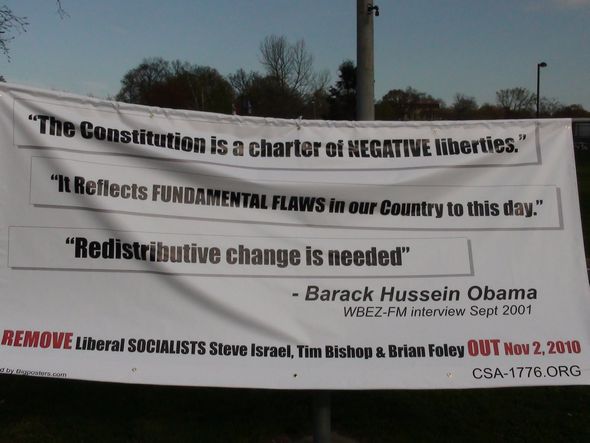 "The Constitution is a charter of NEGATIVE liberties."
"It Reflects FUNDAMENTAL FLAWS in our Country to this day."
"Redistributive change is needed"
- Barack Hussein Obama
WBEZ-FM interview Sept 2001
REMOVE Liberal SOCIALISTS Steve Israel, Tim Bishop & Brian Foley OUT Nov 2, 2010
d by Bigposters.com
CSA-1776.ORG